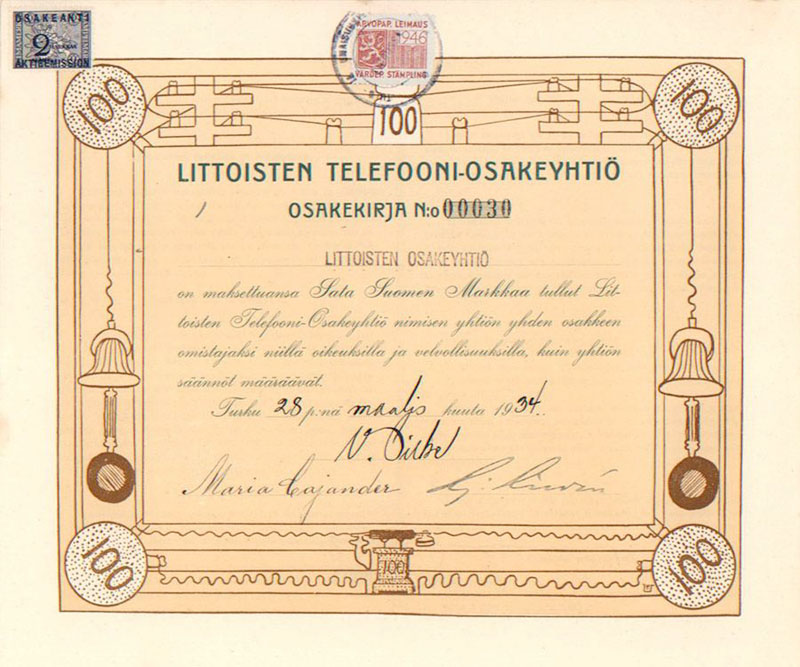 OSAKEANTI
2
AKTIEEMISSION
ARVOPAP. LEIMAUS
1946
VÄRDEP. STÄMPLING
100
100
100
LITTOISTEN TELEFOONI-OSAKEYHTIÖ
OSAKEKIRJA N:o 00030
LITTOISTEN OSAKEYHTIÖ
on maksettuansa Sata Suomen Markkaa tullut Lit-
toisten Telefooni-Osakeyhtiö nimisen yhtiön yhden osakkeen
omistajaksi niillä oikeuksilla ja velvollisuuksilla, kuin yhtiön
säännöt määräävät.
Turku 28 p:nä maalis kuuta 1934.
Maria Cajander
100
100
100